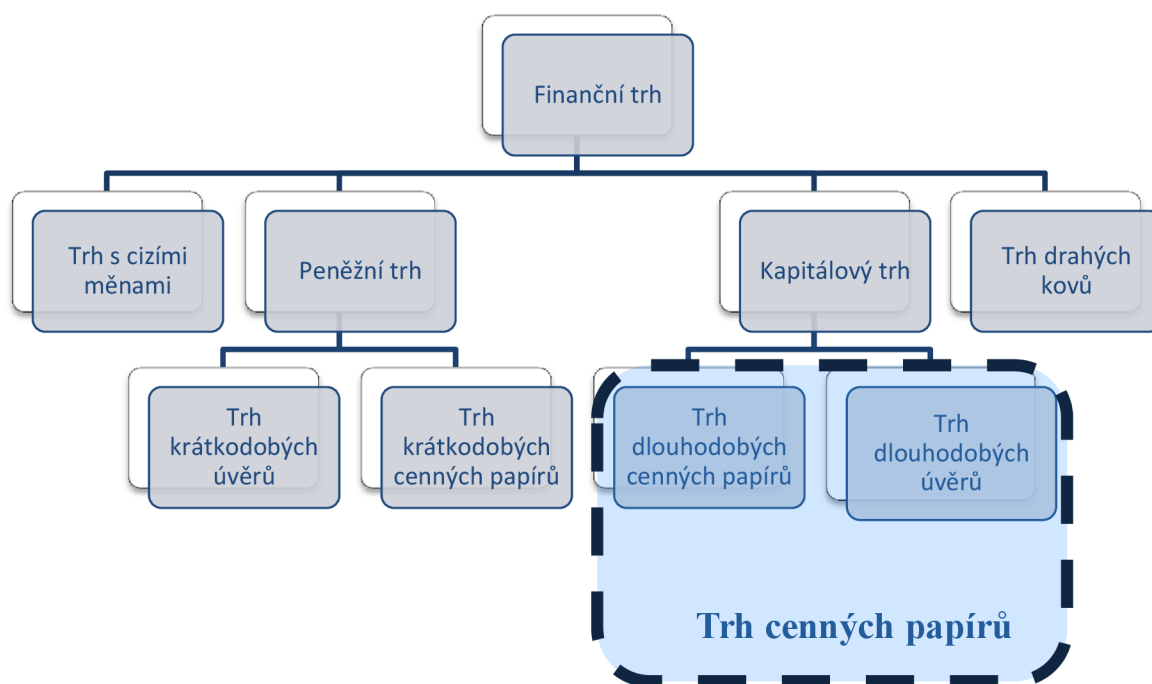 Finanční trh
Trh s cizími
měnami
Peněžní trh
Kapitálový trh
Trh drahých
kovů
Trh
krátkodobých
úvěrů
Trh
krátkodobých
cenných papírů
Trh
dlouhodobých
cenných papírů
Trh
dlouhodobých
úvěrů
Trh cenných papírů